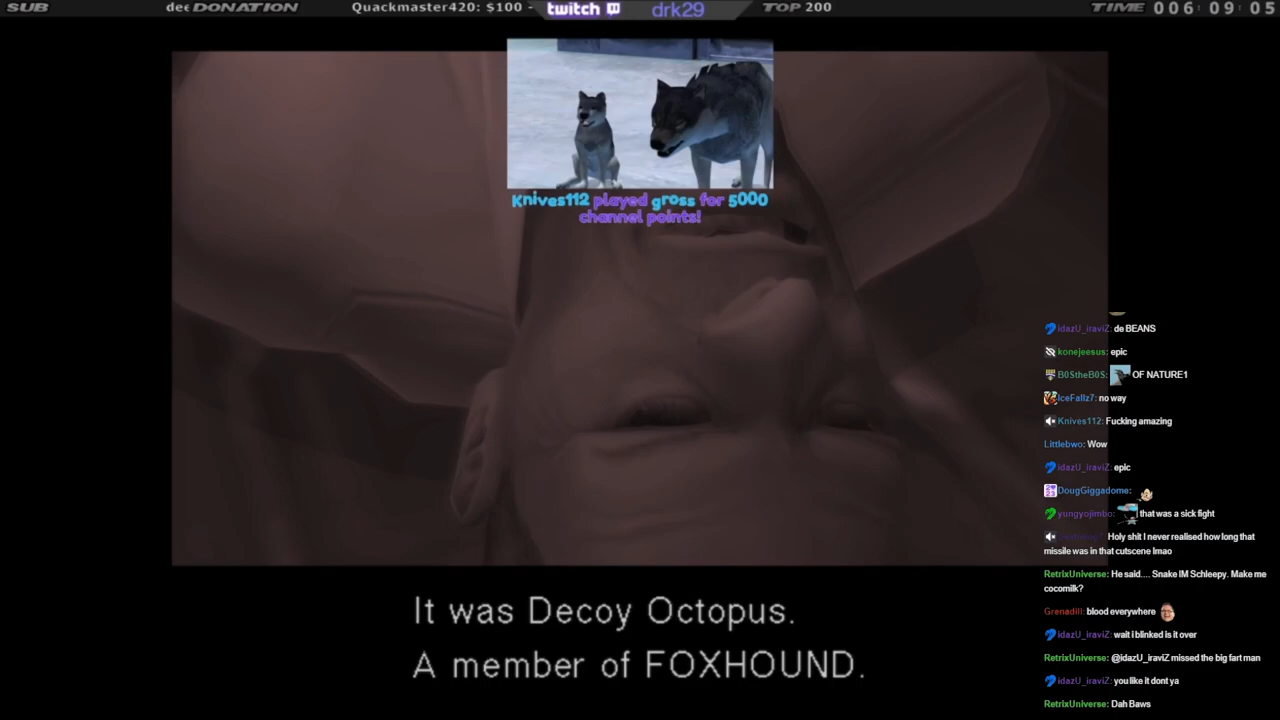 SUB
dee DONATION
Quackmaster420: $100 -
twitch
drk29
TOP 200
TIME 006:09:05
Knives112 played gross for 5000
channel points!
idazU_iraviZ: de BEANS
konejeesus: epic
B0StheB0S: OF NATURE1
IceFallz7: no way
Knives112: Fucking amazing
Littlebwo: Wow
idazU_iraviZ: epic
DougGiggadome:
yungyojimbo: that was a sick fight
Holy shit I never realised how long that
missile was in that cutscene lmao
RetrixUniverse: He said.... Snake IM Schleepy. Make me
cocomilk?
Grenadill: blood everywhere
idazU_iraviZ: wait i blinked is it over
RetrixUniverse: @idazU_iraviZ missed the big fart man
idazU_iraviZ: you like it dont ya
RetrixUniverse: Dah Baws
It was Decoy Octopus.
A member of FOXHOUND.